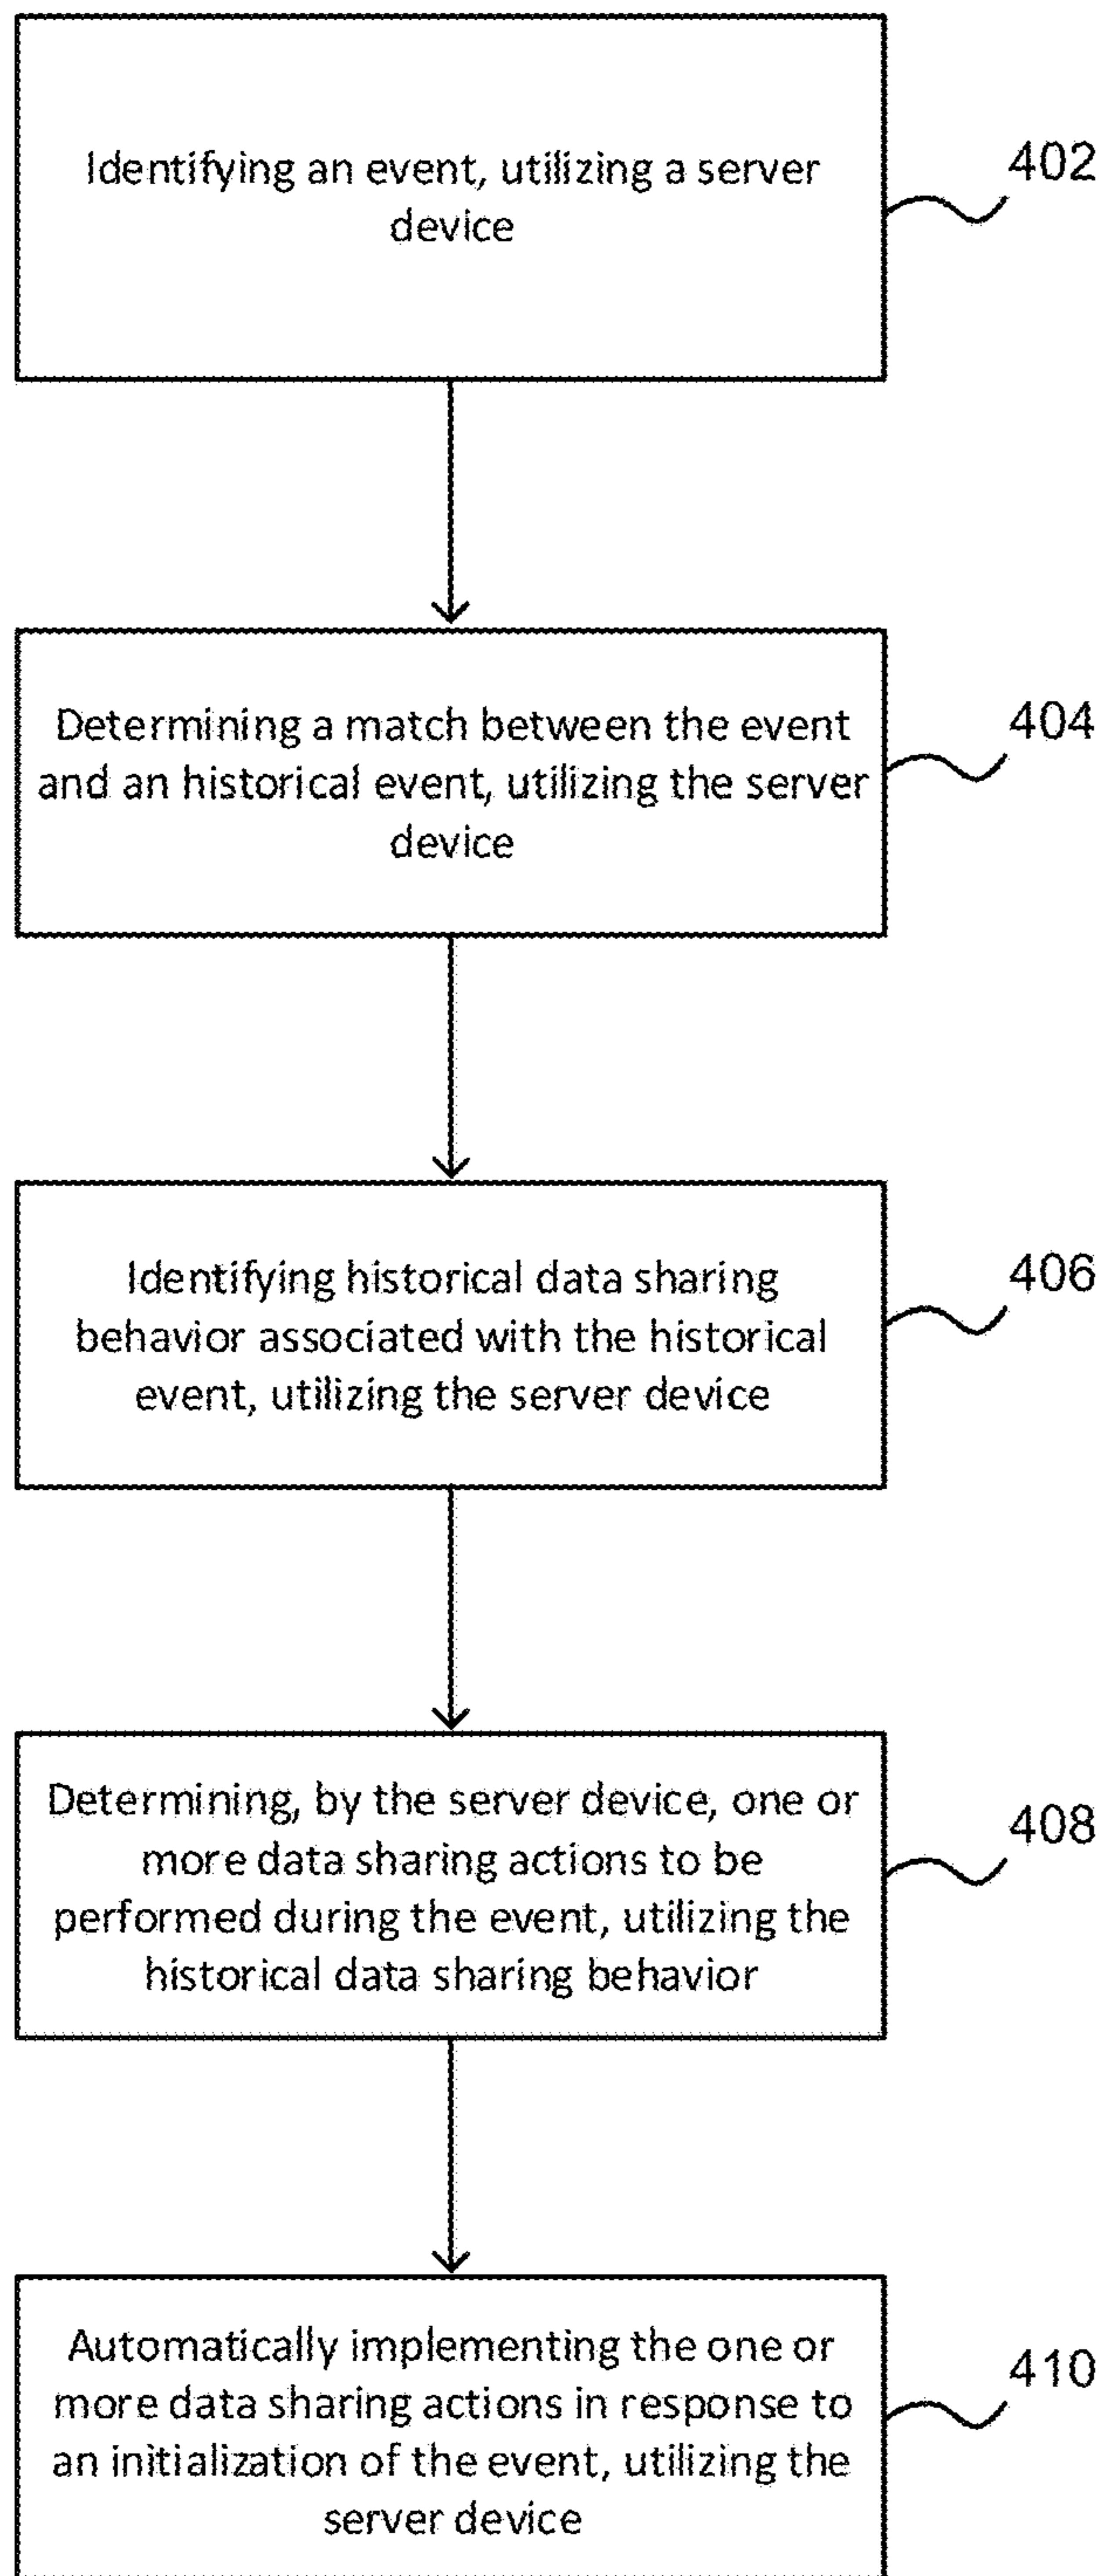 Identifying an event, utilizing a server
device
402
Determining a match between the event
and an historical event, utilizing the server
device
404
Identifying historical data sharing
behavior associated with the historical
event, utilizing the server device
406
Determining, by the server device, one or
more data sharing actions to be
performed during the event, utilizing the
historical data sharing behavior
408
Automatically implementing the one or
more data sharing actions in response to
an initialization of the event, utilizing the
server device
410